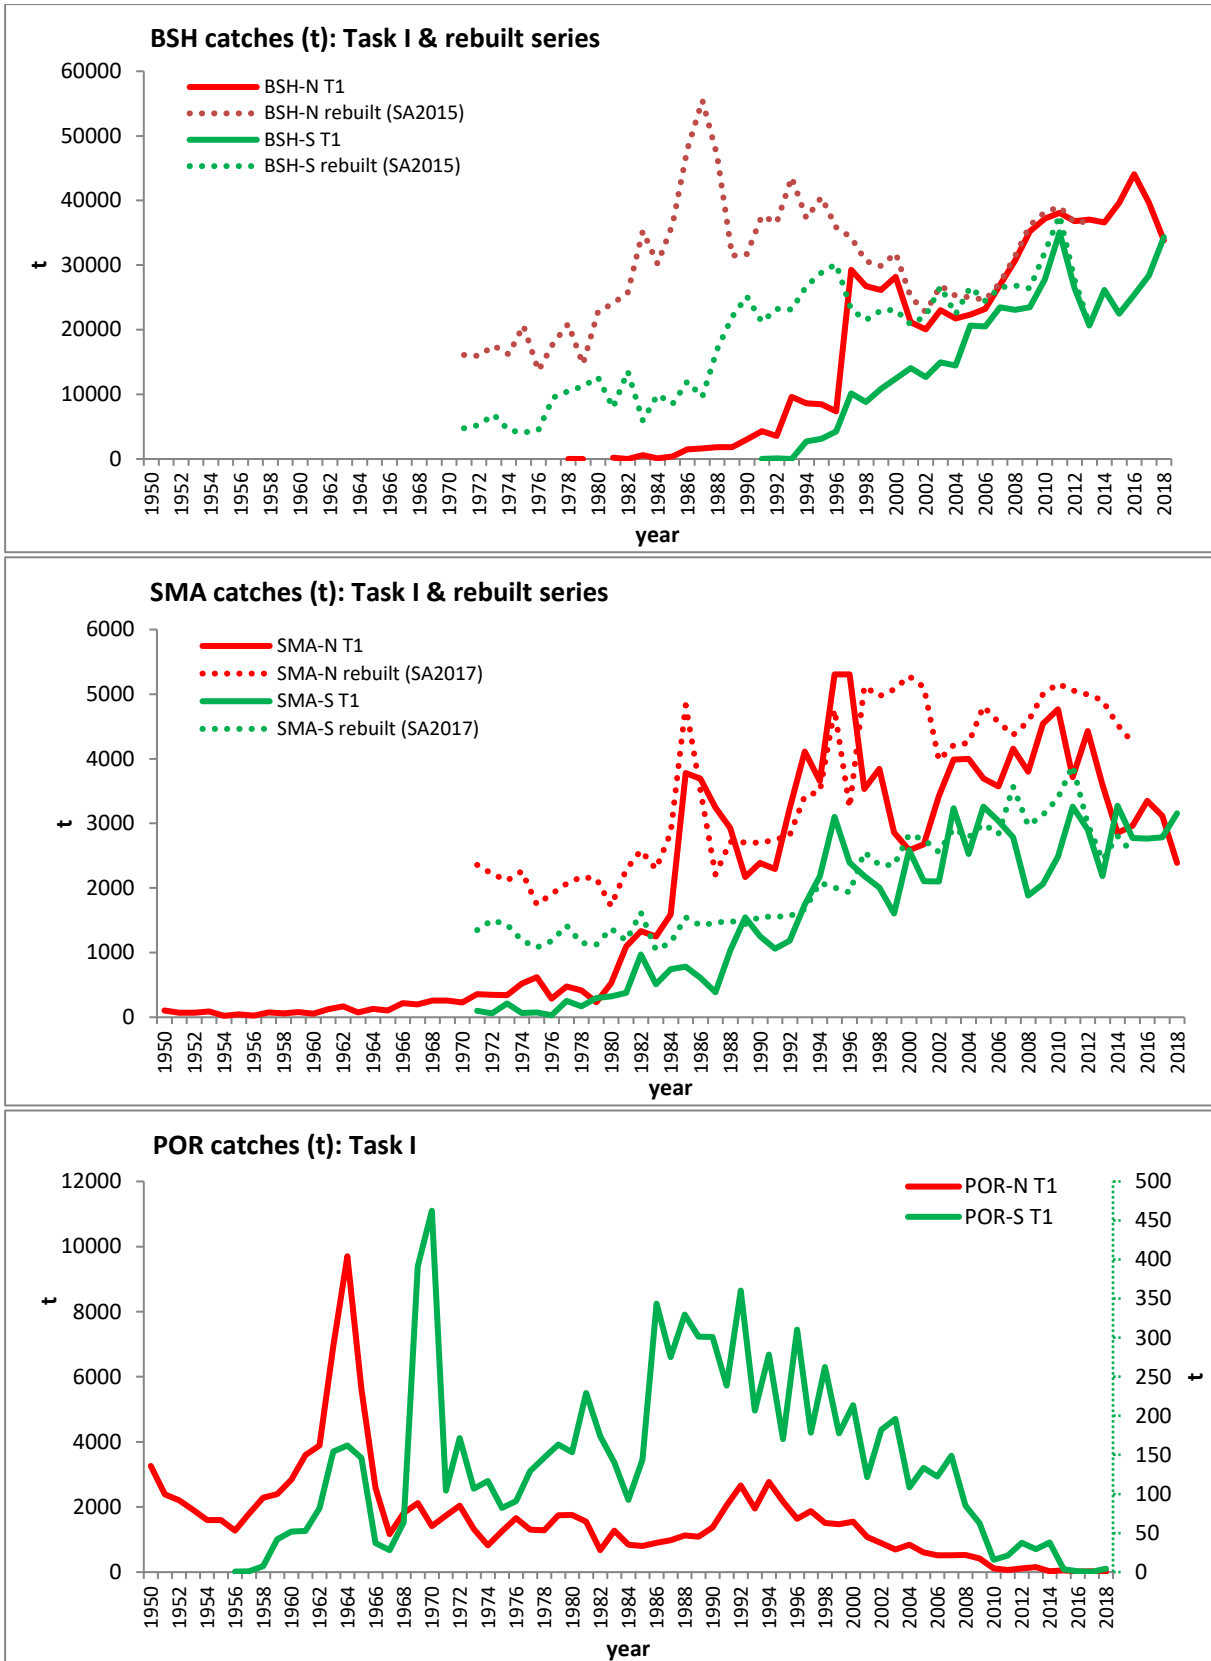 BSH catches (t): Task I & rebuilt series
BSH-N T1
BSH-N rebuilt (SA2015)
BSH-S T1
BSH-S rebuilt (SA2015)
60000
50000
40000
30000
20000
10000
0
t
1950 1952 1954 1956 1958 1960 1962 1964 1966 1968 1970 1972 1974 1976 1978 1980 1982 1984 1986 1988 1990 1992 1994 1996 1998 2000 2002 2004 2006 2008 2010 2012 2014 2016 2018
year
SMA catches (t): Task I & rebuilt series
SMA-N T1
SMA-N rebuilt (SA2017)
SMA-S T1
SMA-S rebuilt (SA2017)
6000
5000
4000
3000
2000
1000
0
t
1950 1952 1954 1956 1958 1960 1962 1964 1966 1968 1970 1972 1974 1976 1978 1980 1982 1984 1986 1988 1990 1992 1994 1996 1998 2000 2002 2004 2006 2008 2010 2012 2014 2016 2018
year
POR catches (t): Task I
POR-N T1
POR-S T1
12000
10000
8000
6000
4000
2000
0
t
500
450
400
350
300
250
200
150
100
50
0
t
1950 1952 1954 1956 1958 1960 1962 1964 1966 1968 1970 1972 1974 1976 1978 1980 1982 1984 1986 1988 1990 1992 1994 1996 1998 2000 2002 2004 2006 2008 2010 2012 2014 2016 2018
year